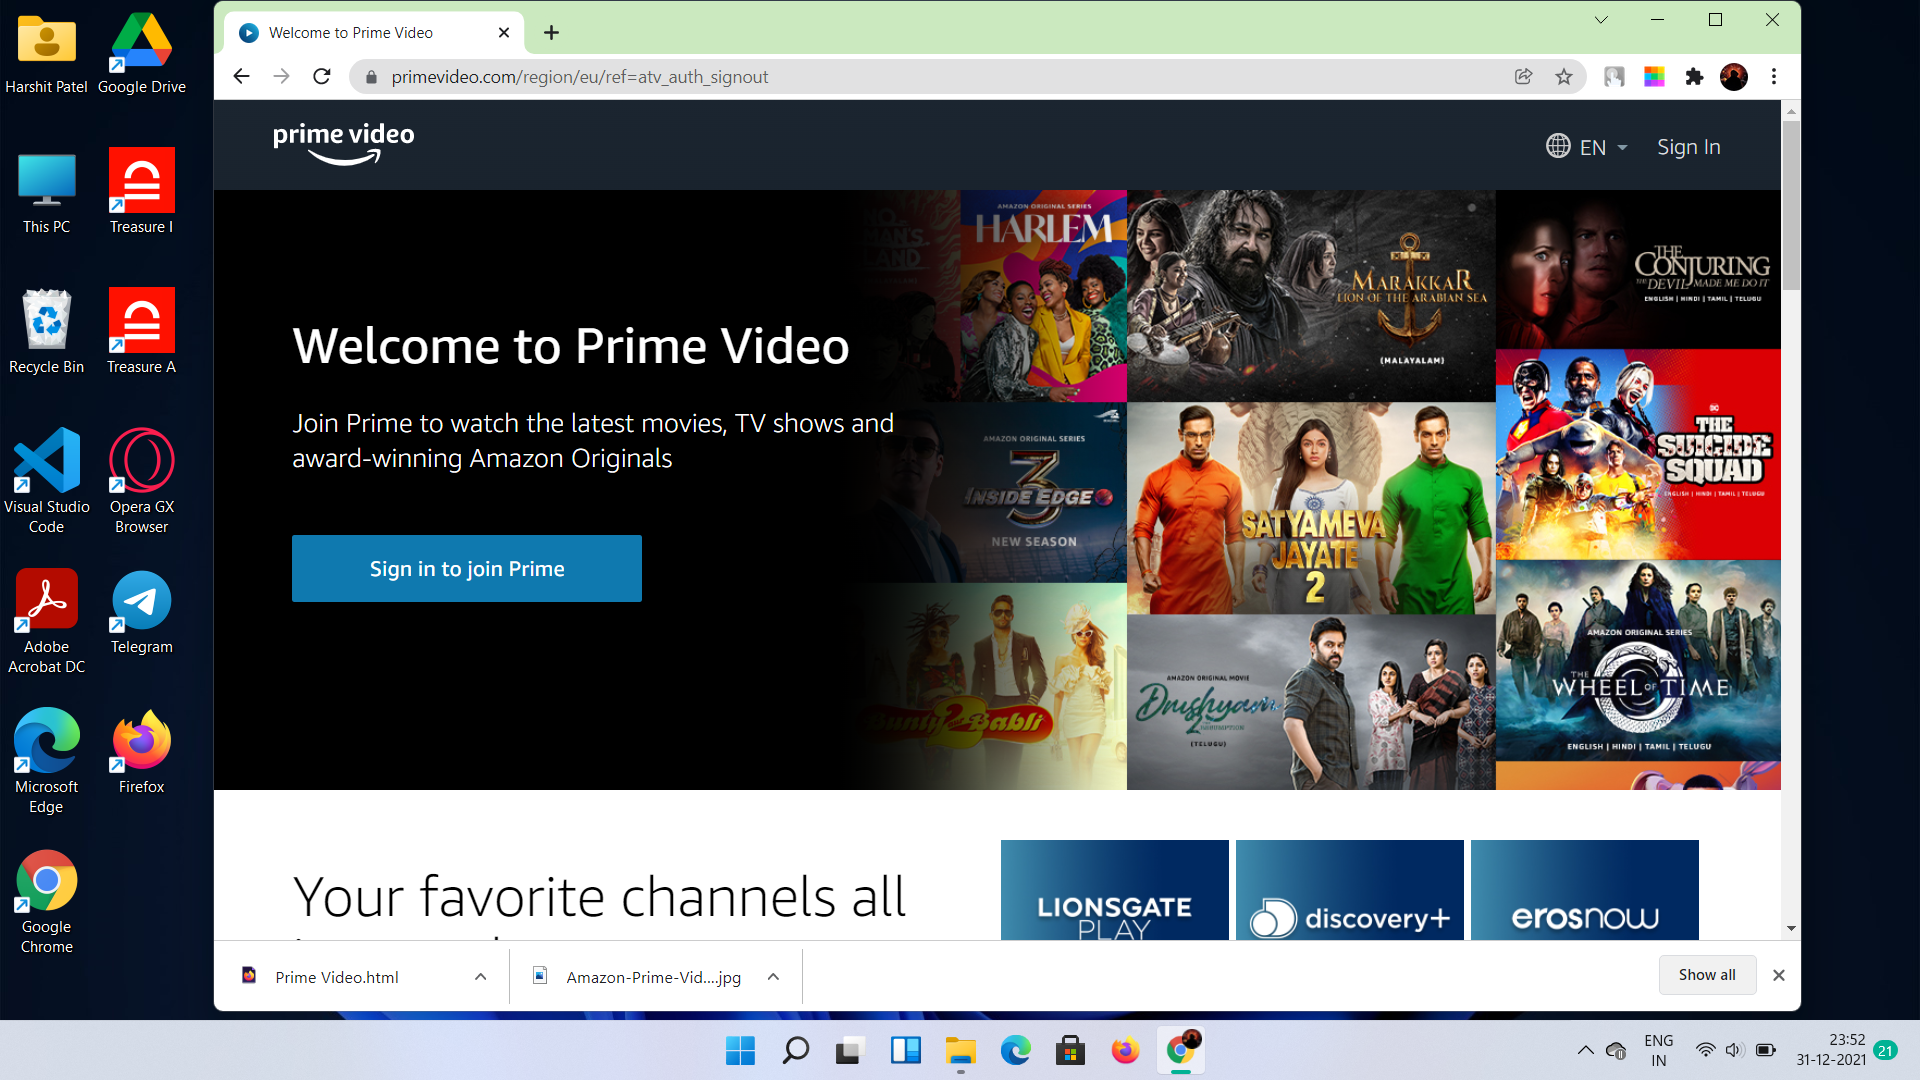 Harshit Patel
Google Drive
This PC
Treasure I
Recycle Bin
Treasure A
Visual Studio
Code
Opera GX
Browser
Adobe
Acrobat DC
Telegram
Microsoft
Edge
Firefox
Google
Chrome
Welcome to Prime Video
primevideo.com/region/eu/ref=atv_auth_signout
prime video
EN
Sign In
Welcome to Prime Video
Join Prime to watch the latest movies, TV shows and
award-winning Amazon Originals
Sign in to join Prime
AMAZON ORIGINAL SERIES
HARLEM
MARAKKAR
LION OF THE ARABIAN SEA
(MALAYALAM)
THE
CONJURING
THE DEVIL MADE ME DO IT
ENGLISH | HINDI | TAMIL | TELUGU
AMAZON ORIGINAL SERIES
3
INSIDE EDGE
NEW SEASON
SATYAMEVA
JAYATE
2
DC
THE
SUICIDE
SQUAD
ENGLISH | HINDI | TAMIL | TELUGU
Bunty Aur Babli
2
AMAZON ORIGINAL MOVIE
Drushyam
2
(TELUGU)
AMAZON ORIGINAL SERIES
THE
WHEEL OF TIME
ENGLISH | HINDI | TAMIL | TELUGU
Your favorite channels all
LIONSGATE
PLAY
discovery+
erosnow
Prime Video.html
Amazon-Prime-Vid....jpg
Show all
ENG
IN
23:52
31-12-2021
21